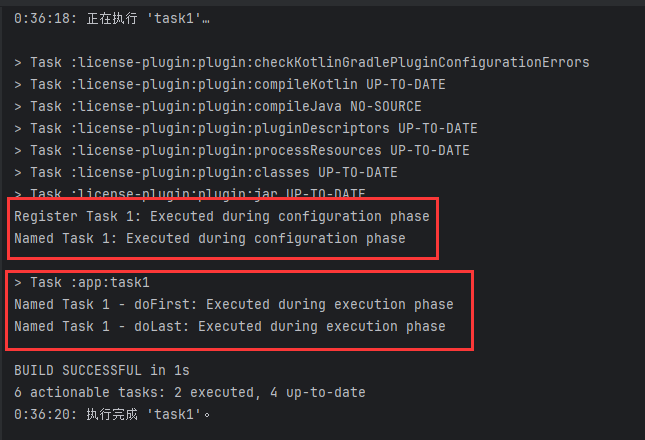 0:36:18: 正在执行 'task1'…
> Task :license-plugin:plugin:checkKotlinGradlePluginConfigurationErrors
> Task :license-plugin:plugin:compileKotlin UP-TO-DATE
> Task :license-plugin:plugin:compileJava NO-SOURCE
> Task :license-plugin:plugin:pluginDescriptors UP-TO-DATE
> Task :license-plugin:plugin:processResources UP-TO-DATE
> Task :license-plugin:plugin:classes UP-TO-DATE
> Task :license-plugin:plugin:jar UP-TO-DATE
Register Task 1: Executed during configuration phase
Named Task 1: Executed during configuration phase
> Task :app:task1
Named Task 1 - doFirst: Executed during execution phase
Named Task 1 - doLast: Executed during execution phase
BUILD SUCCESSFUL in 1s
6 actionable tasks: 2 executed, 4 up-to-date
0:36:20: 执行完成 'task1'。